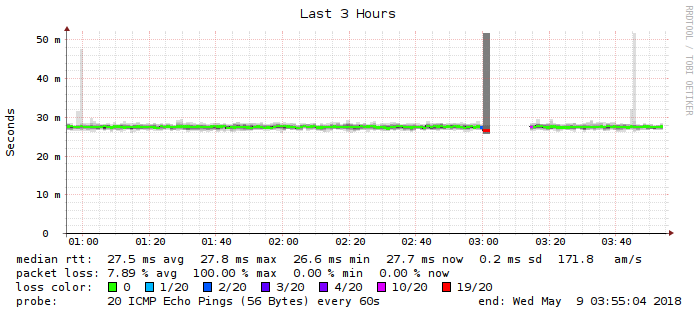 Last 3 Hours
RRDTOOL / TOBI OETIKER
Seconds
50 m
40 m
30 m
20 m
10 m
0
01:00 01:20 01:40 02:00 02:20 02:40 03:00 03:20 03:40
median rtt: 27.5 ms avg 27.8 ms max 26.6 ms min 27.7 ms now 0.2 ms sd 171.8 am/s
packet loss: 7.89 % avg 100.00 % max 0.00 % min 0.00 % now
loss color: 0 1/20 2/20 3/20 4/20 10/20 19/20
probe: 20 ICMP Echo Pings (56 Bytes) every 60s end: Wed May 9 03:55:04 2018